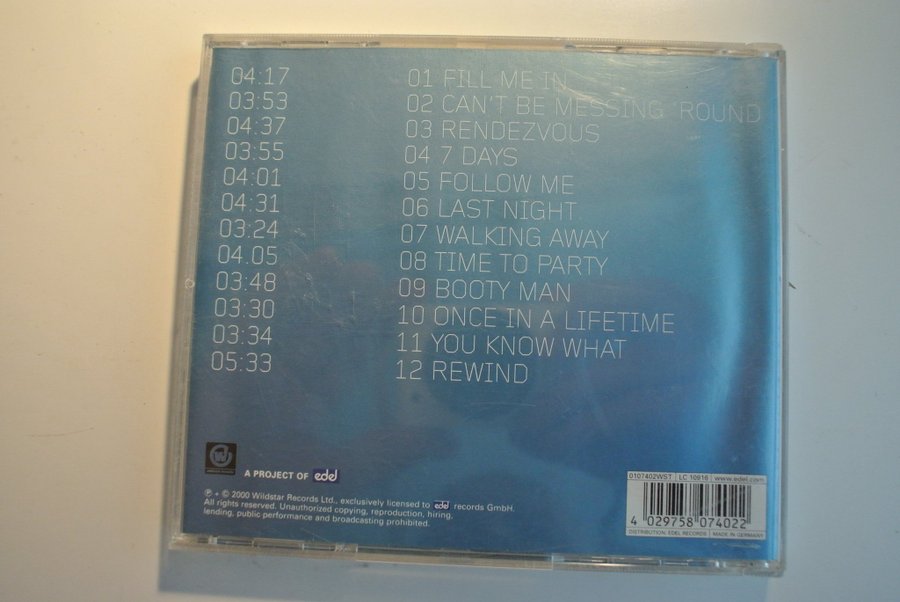 04:17 01 FILL ME IN
03:53 02 CAN'T BE MESSING 'ROUND
04:37 03 RENDEZVOUS
03:55 04 7 DAYS
04:01 05 FOLLOW ME
04:31 06 LAST NIGHT
03:24 07 WALKING AWAY
04.05 08 TIME TO PARTY
03:48 09 BOOTY MAN
03:30 10 ONCE IN A LIFETIME
03:34 11 YOU KNOW WHAT
05:33 12 REWIND
A PROJECT OF edel
℗ + © 2000 Wildstar Records Ltd., exclusively licensed to edel records GmbH.
All rights reserved. Unauthorized copying, reproduction, hiring,
lending, public performance and broadcasting prohibited.
0107402WST LC 10916 www.edel.com
4 029758 074022
DISTRIBUTION: EDEL RECORDS MADE IN GERMANY